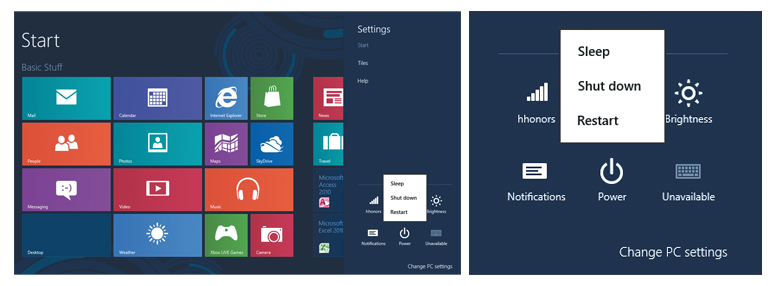 Start
Basic Stuff
Mail
Calendar
Internet Explorer
Store
News
People
Photos
Maps
SkyDrive
Travel
Messaging
Video
Music
Microsoft
Access
2010
Desktop
Weather
Xbox LIVE Games
Camera
Microsoft
Excel 2010
Settings
Start
Tiles
Help
Sleep
Shut down
Restart
hhonors
Brightness
Notifications
Power
Unavailable
Change PC settings
Sleep
Shut down
Restart
hhonors
Brightness
Notifications
Power
Unavailable
Change PC settings